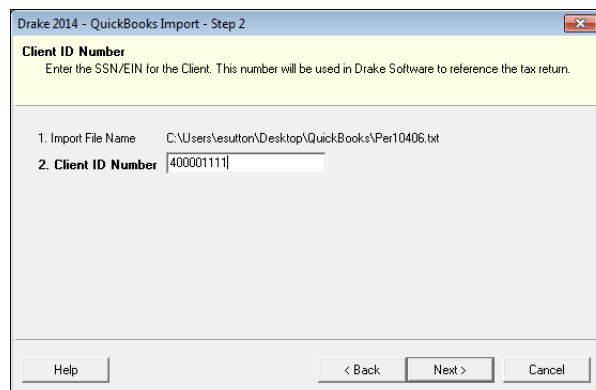 Drake 2014 - QuickBooks Import - Step 2
Client ID Number
Enter the SSN/EIN for the Client. This number will be used in Drake Software to reference the tax return.
1. Import File Name C:\Users\esutton\Desktop\QuickBooks\Per10406.txt
2. Client ID Number 400001111
Help < Back Next > Cancel